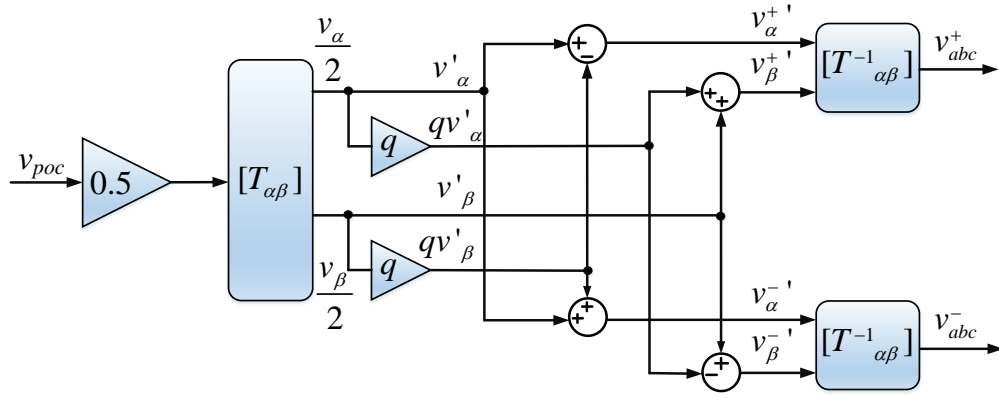 v_poc
0.5
[T_αβ]
v_α
2
v'_α
q
qv'_α
v'_β
q
qv'_β
v_β
2
+
−
+
+
+
+
+
−
v_α^+'
v_β^+'
[T^−1_αβ]
v_abc^+
v_α^−'
v_β^−'
[T^−1_αβ]
v_abc^−